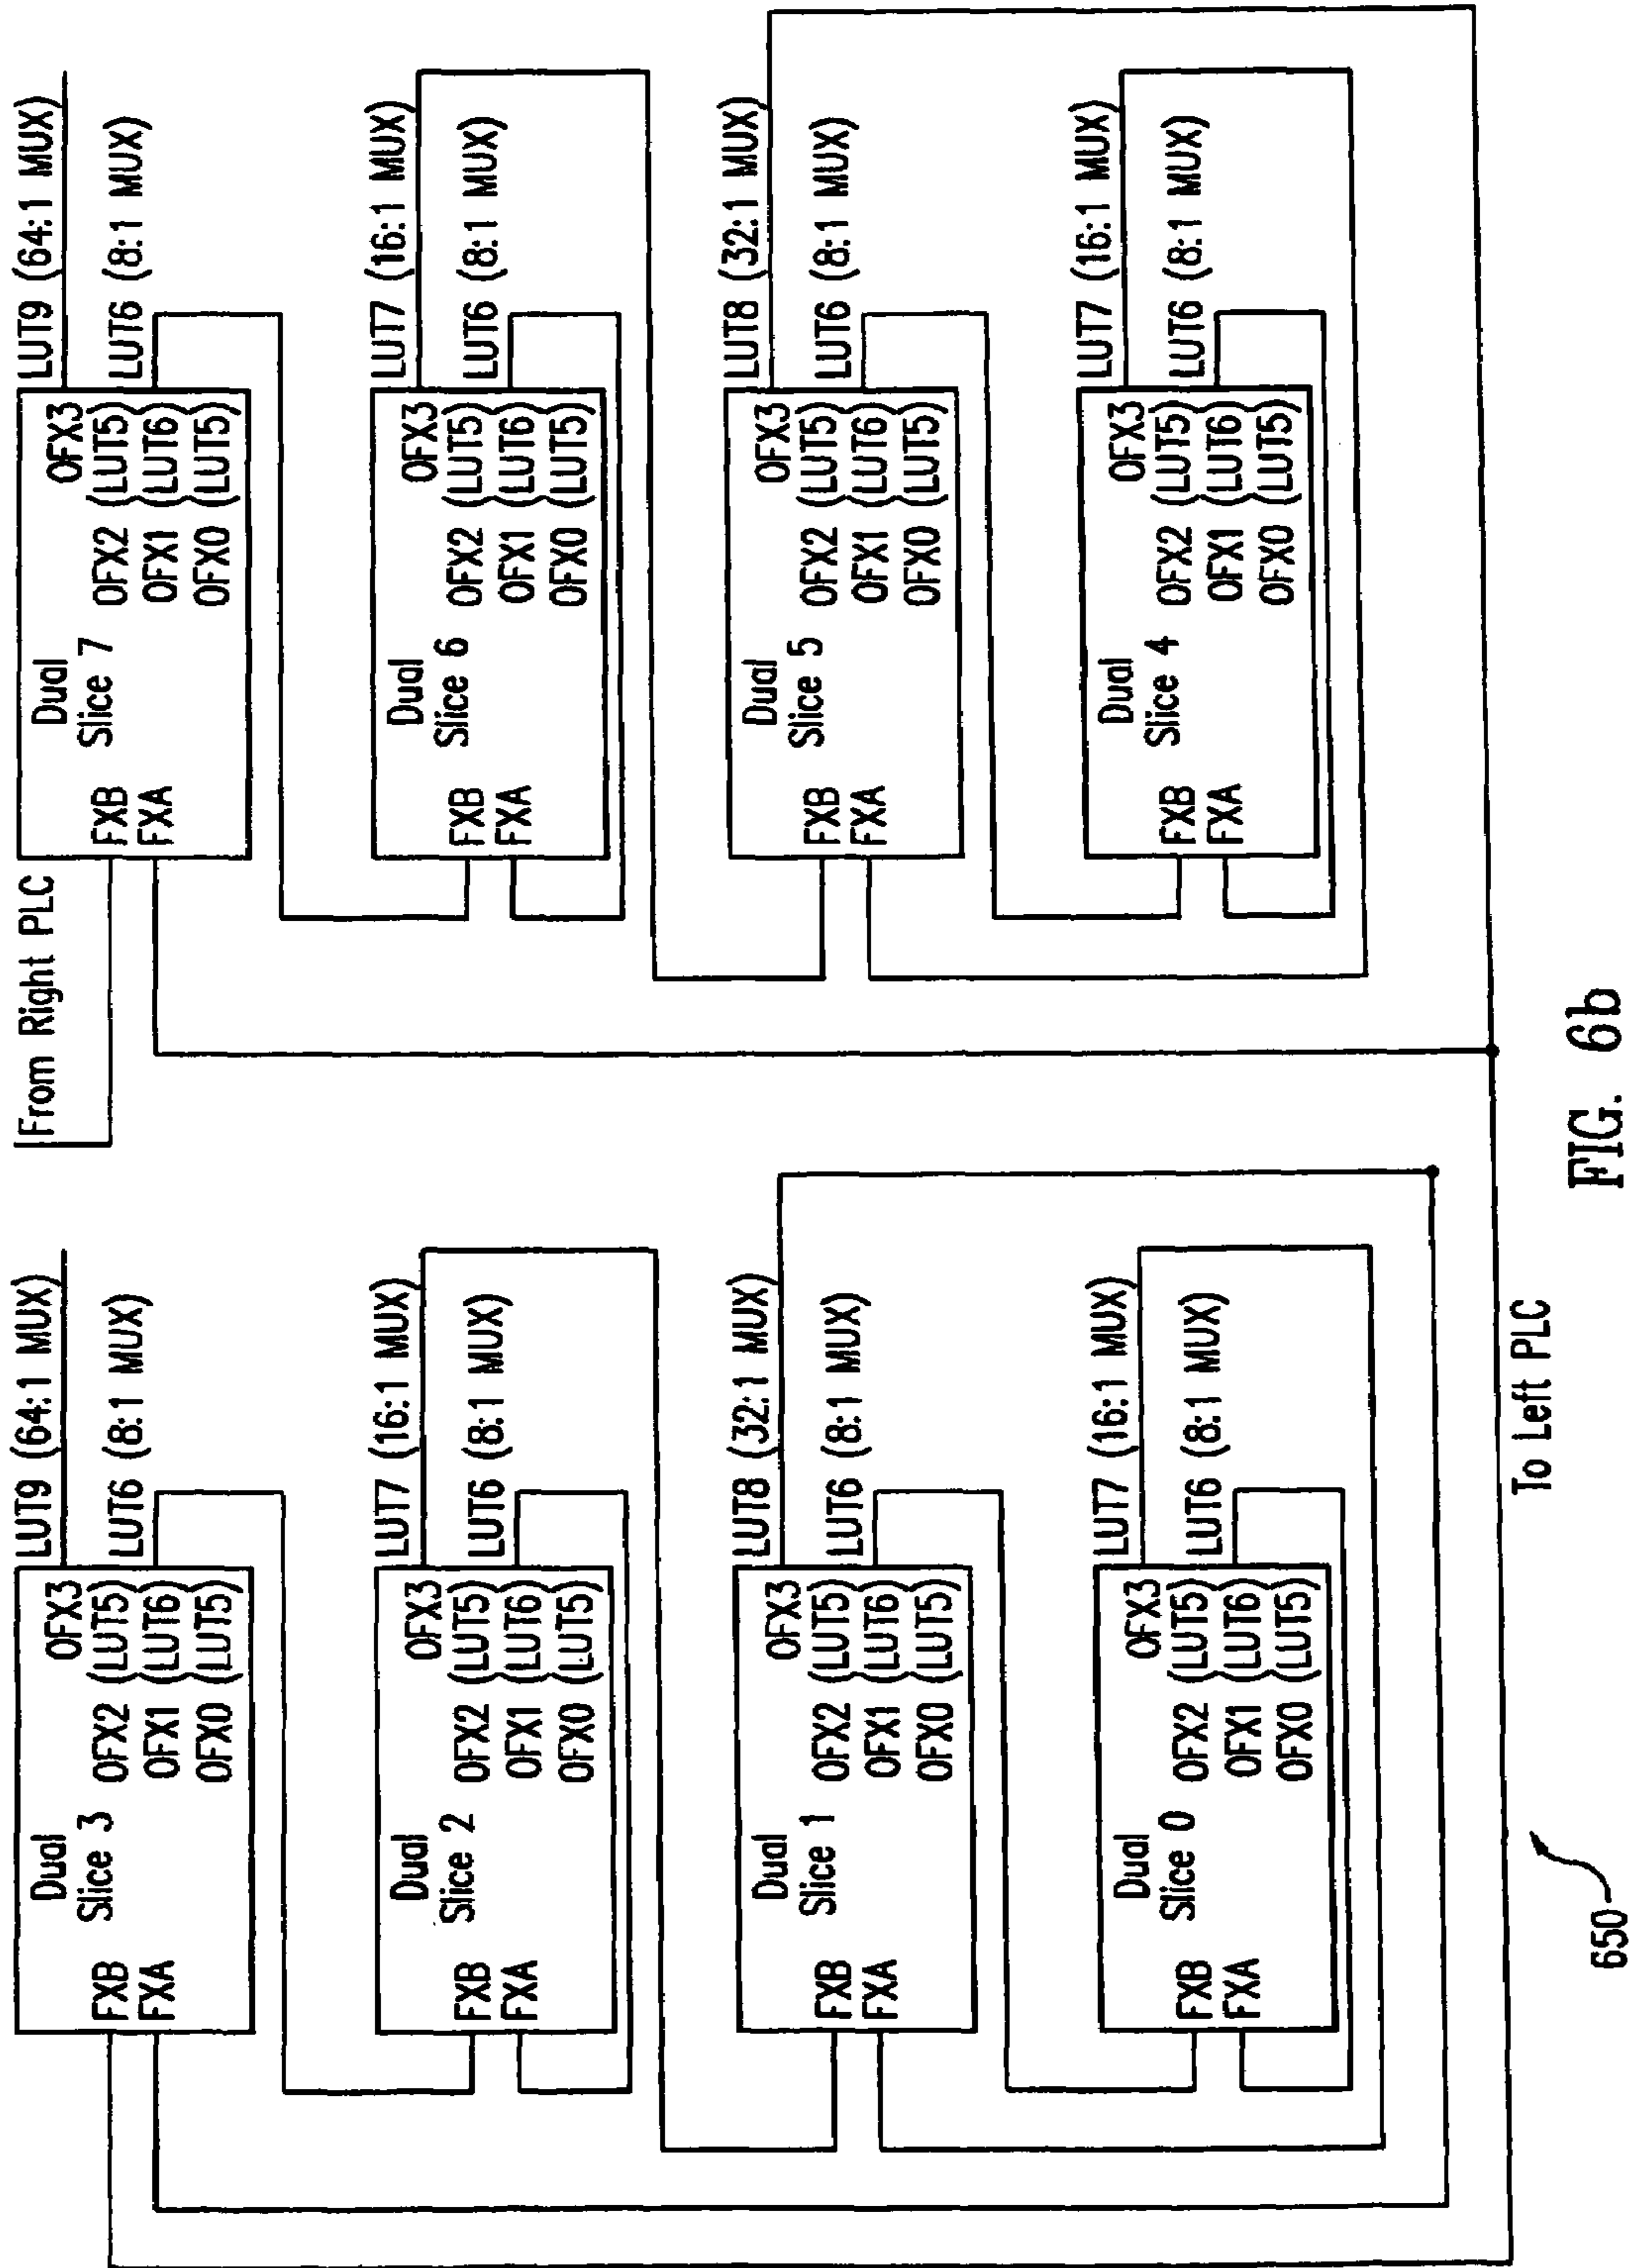 From Right PLC
Dual
Slice 3
FXB
FXA
OFX3
OFX2 (LUT5)
OFX1 (LUT6)
OFX0 (LUT5)
LUT9 (64:1 MUX)
LUT6 (8:1 MUX)
Dual
Slice 2
FXB
FXA
OFX3
OFX2 (LUT5)
OFX1 (LUT6)
OFX0 (LUT5)
LUT7 (16:1 MUX)
LUT6 (8:1 MUX)
Dual
Slice 1
FXB
FXA
OFX3
OFX2 (LUT5)
OFX1 (LUT6)
OFX0 (LUT5)
LUT8 (32:1 MUX)
LUT6 (8:1 MUX)
Dual
Slice 0
FXB
FXA
OFX3
OFX2 (LUT5)
OFX1 (LUT6)
OFX0 (LUT5)
LUT7 (16:1 MUX)
LUT6 (8:1 MUX)
Dual
Slice 7
FXB
FXA
OFX3
OFX2 (LUT5)
OFX1 (LUT6)
OFX0 (LUT5)
LUT9 (64:1 MUX)
LUT6 (8:1 MUX)
Dual
Slice 6
FXB
FXA
OFX3
OFX2 (LUT5)
OFX1 (LUT6)
OFX0 (LUT5)
LUT7 (16:1 MUX)
LUT6 (8:1 MUX)
Dual
Slice 5
FXB
FXA
OFX3
OFX2 (LUT5)
OFX1 (LUT6)
OFX0 (LUT5)
LUT8 (32:1 MUX)
LUT6 (8:1 MUX)
Dual
Slice 4
FXB
FXA
OFX3
OFX2 (LUT5)
OFX1 (LUT6)
OFX0 (LUT5)
LUT7 (16:1 MUX)
LUT6 (8:1 MUX)
To Left PLC
650
FIG. 6b